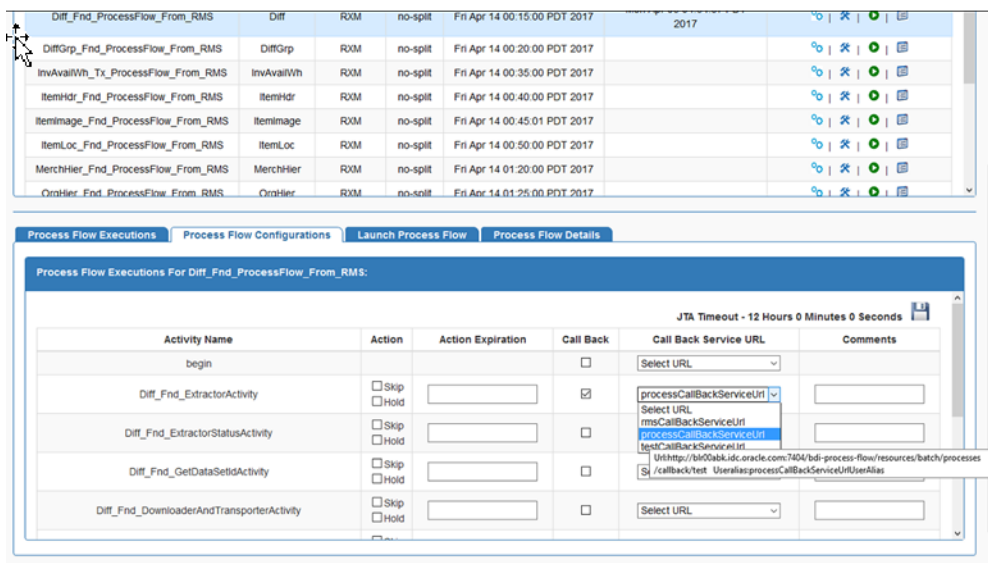 Diff_Fnd_ProcessFlow_From_RMS Diff RXM no-split Fri Apr 14 00:15:00 PDT 2017
2017
DiffGrp_Fnd_ProcessFlow_From_RMS DiffGrp RXM no-split Fri Apr 14 00:20:00 PDT 2017
InvAvailWh_Tx_ProcessFlow_From_RMS InvAvailWh RXM no-split Fri Apr 14 00:35:00 PDT 2017
ItemHdr_Fnd_ProcessFlow_From_RMS ItemHdr RXM no-split Fri Apr 14 00:40:00 PDT 2017
ItemImage_Fnd_ProcessFlow_From_RMS ItemImage RXM no-split Fri Apr 14 00:45:01 PDT 2017
ItemLoc_Fnd_ProcessFlow_From_RMS ItemLoc RXM no-split Fri Apr 14 00:50:00 PDT 2017
MerchHier_Fnd_ProcessFlow_From_RMS MerchHier RXM no-split Fri Apr 14 01:20:00 PDT 2017
OrgHier_Fnd_ProcessFlow_From_RMS OrgHier RXM no-split Fri Apr 14 01:25:00 PDT 2017
Process Flow Executions Process Flow Configurations Launch Process Flow Process Flow Details
Process Flow Executions For Diff_Fnd_ProcessFlow_From_RMS:
JTA Timeout - 12 Hours 0 Minutes 0 Seconds
Activity Name Action Action Expiration Call Back Call Back Service URL Comments
begin Select URL
Diff_Fnd_ExtractorActivity Skip Hold processCallBackServiceUrl
Select URL
rmsCallBackServiceUrl
processCallBackServiceUrl
testCallBackServiceUrl
Diff_Fnd_ExtractorStatusActivity Skip Hold
Url:http://blr00abk.idc.oracle.com:7404/bdi-process-flow/resources/batch/processes
/callback/test Useralias:processCallBackServiceUrlUserAlias
Diff_Fnd_GetDataSetIdActivity Skip Hold
Diff_Fnd_DownloaderAndTransporterActivity Skip Hold Select URL